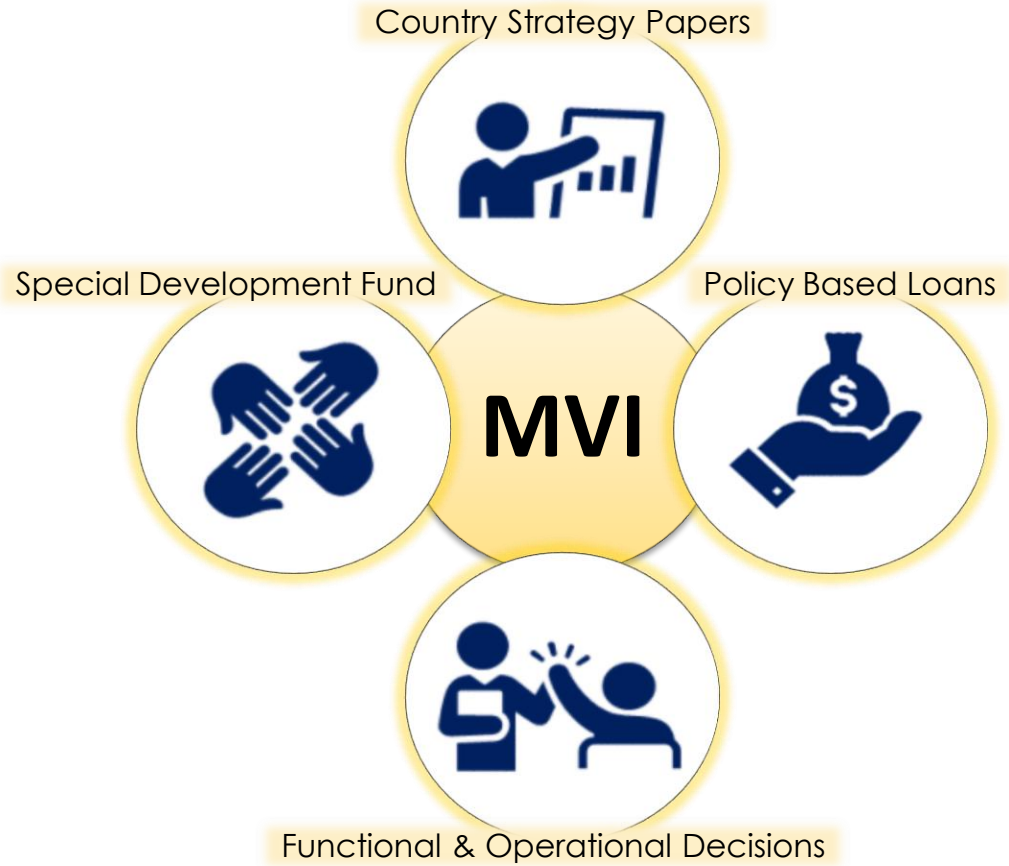 Country Strategy Papers
Special Development Fund
Policy Based Loans
MVI
$
Functional & Operational Decisions